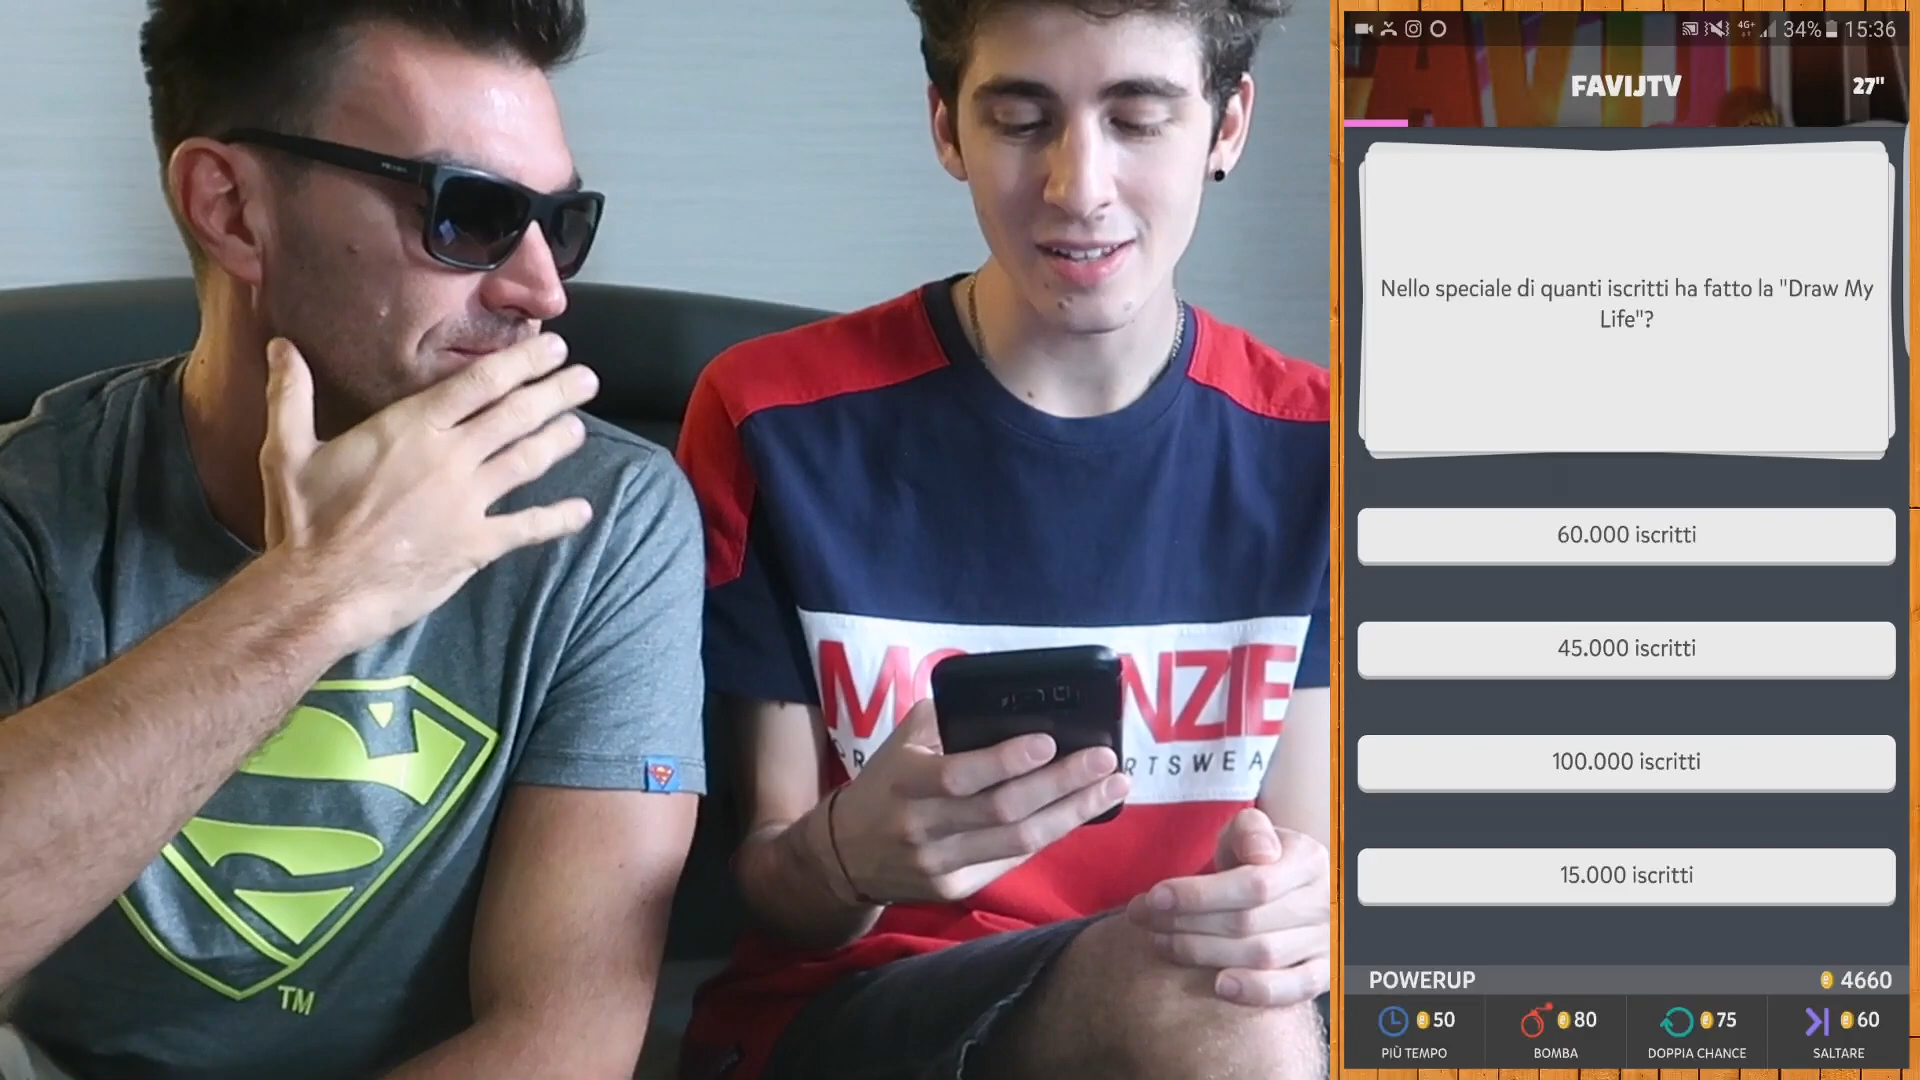 34% 15:36
FAVIJTV
27"
Nello speciale di quanti iscritti ha fatto la "Draw My
Life"?
60.000 iscritti
45.000 iscritti
100.000 iscritti
15.000 iscritti
POWERUP
4660
50
80
75
60
PIÙ TEMPO
BOMBA
DOPPIA CHANCE
SALTARE
TM